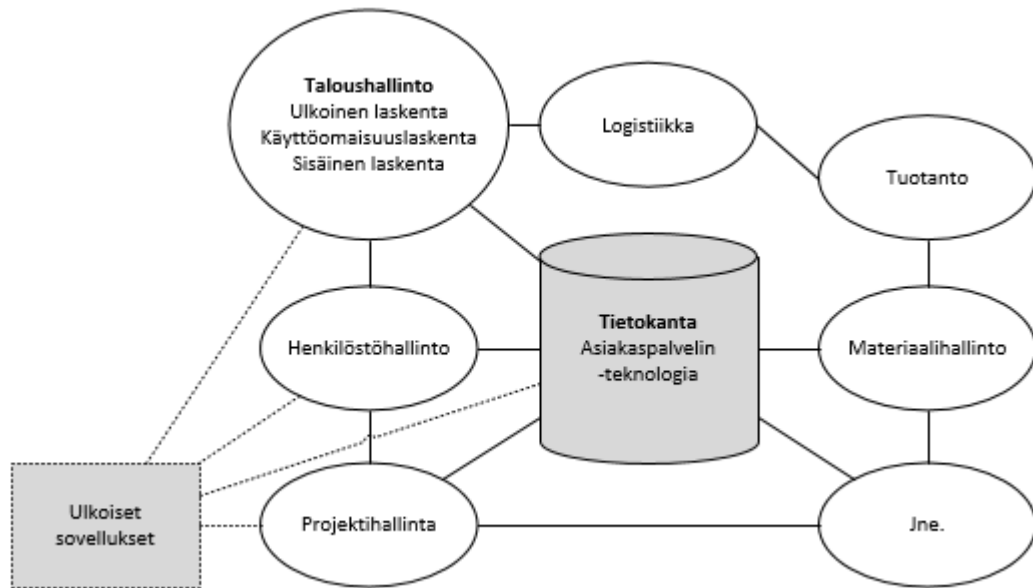 Taloushallinto
Ulkoinen laskenta
Käyttöomaisuuslaskenta
Sisäinen laskenta
Logistiikka
Tuotanto
Tietokanta
Asiakaspalvelin
-teknologia
Henkilöstöhallinto
Materiaalihallinto
Ulkoiset
sovellukset
Projektihallinta
Jne.